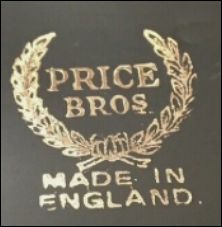 PRICE
BROS.
MADE IN
ENGLAND.